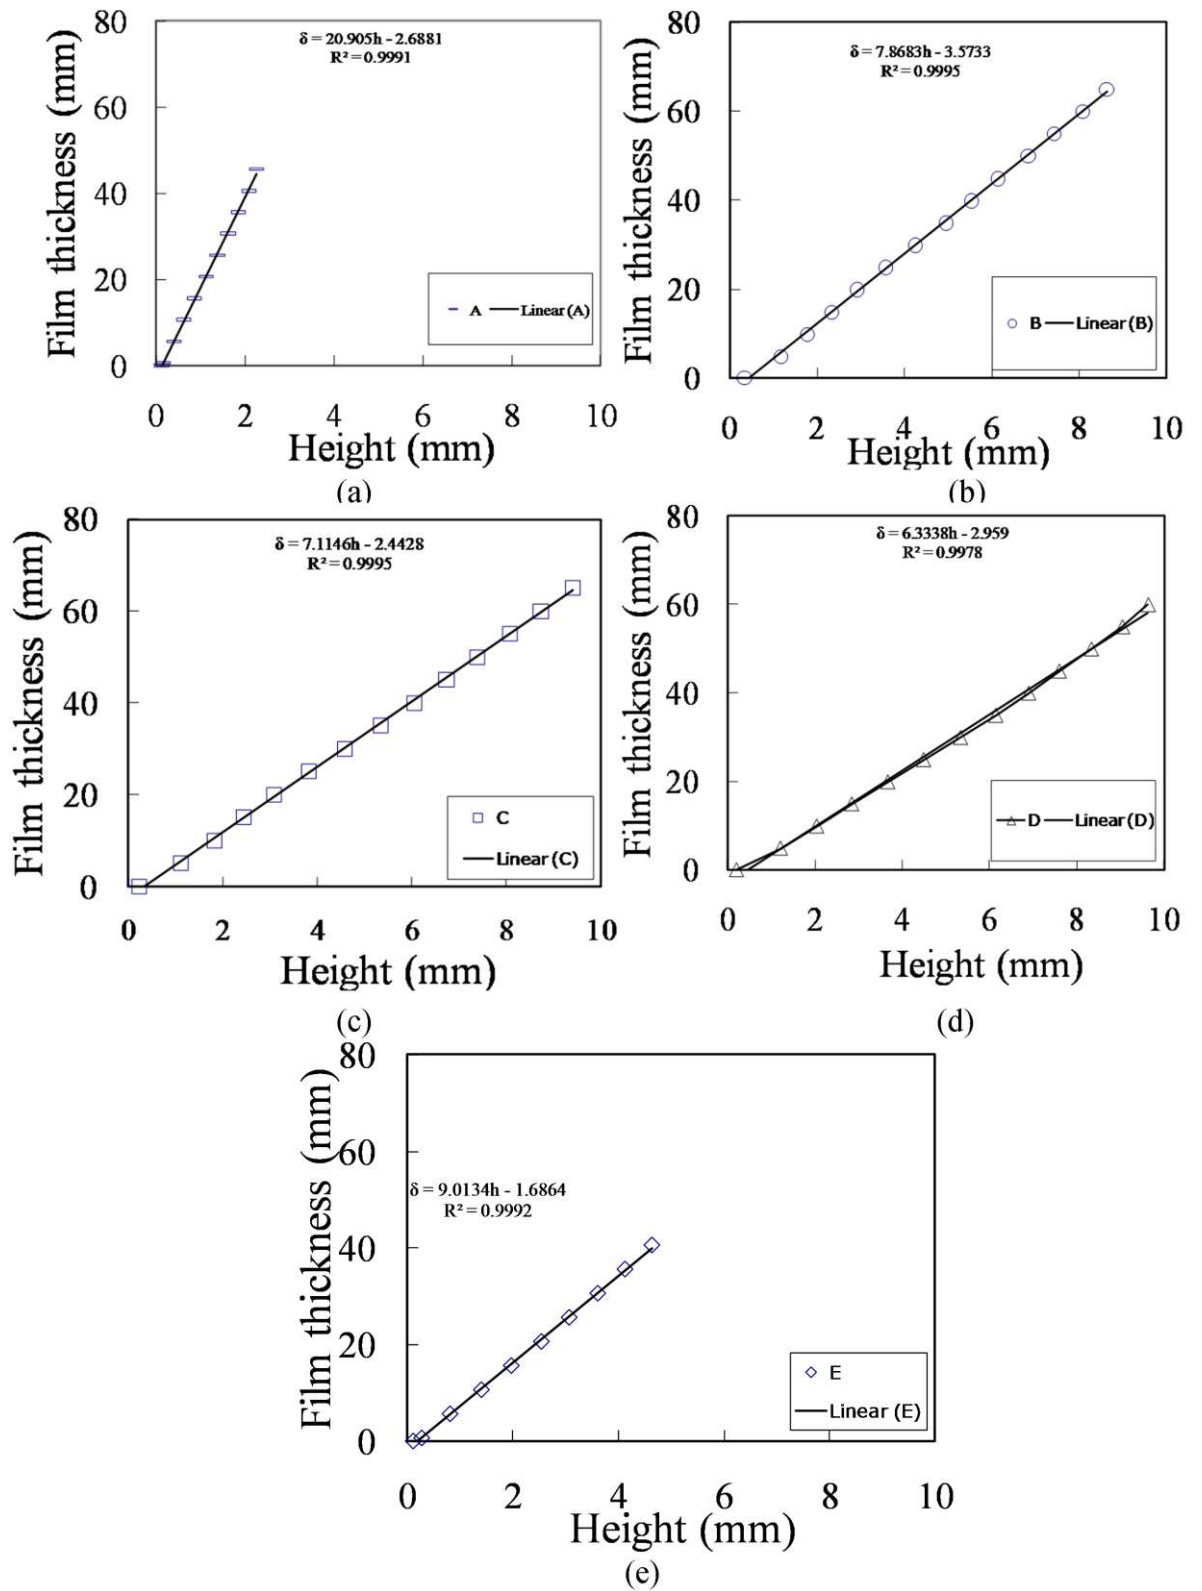 80
60
40
20
0
Film thickness (mm)
δ = 20.905h - 2.6881
R² = 0.9991
A Linear (A)
0 2 4 6 8 10
Height (mm)
(a)
80
60
40
20
0
Film thickness (mm)
δ = 7.8683h - 3.5733
R² = 0.9995
B Linear (B)
0 2 4 6 8 10
Height (mm)
(b)
80
60
40
20
0
Film thickness (mm)
δ = 7.1146h - 2.4428
R² = 0.9995
C
Linear (C)
0 2 4 6 8 10
Height (mm)
(c)
80
60
40
20
0
Film thickness (mm)
δ = 6.3338h - 2.959
R² = 0.9978
D Linear (D)
0 2 4 6 8 10
Height (mm)
(d)
80
60
40
20
0
Film thickness (mm)
δ = 9.0134h - 1.6864
R² = 0.9992
E
Linear (E)
0 2 4 6 8 10
Height (mm)
(e)